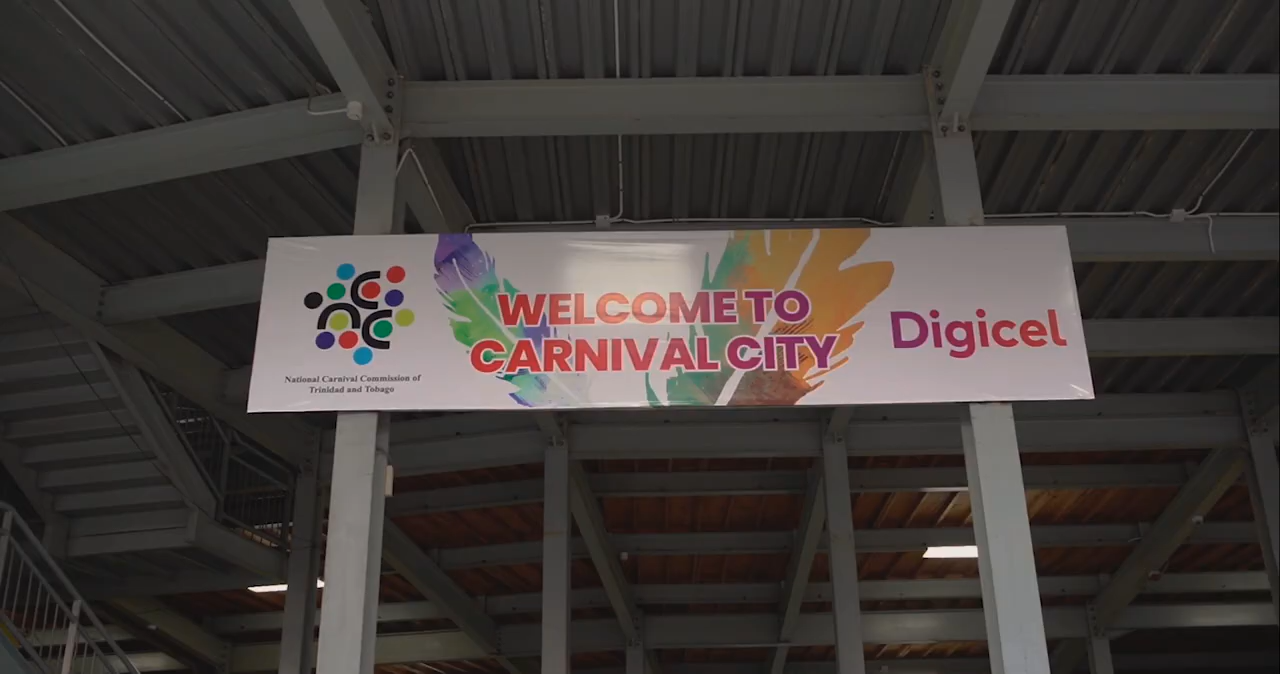 WELCOME TO
CARNIVAL CITY
National Carnival Commission of
Trinidad and Tobago
Digicel